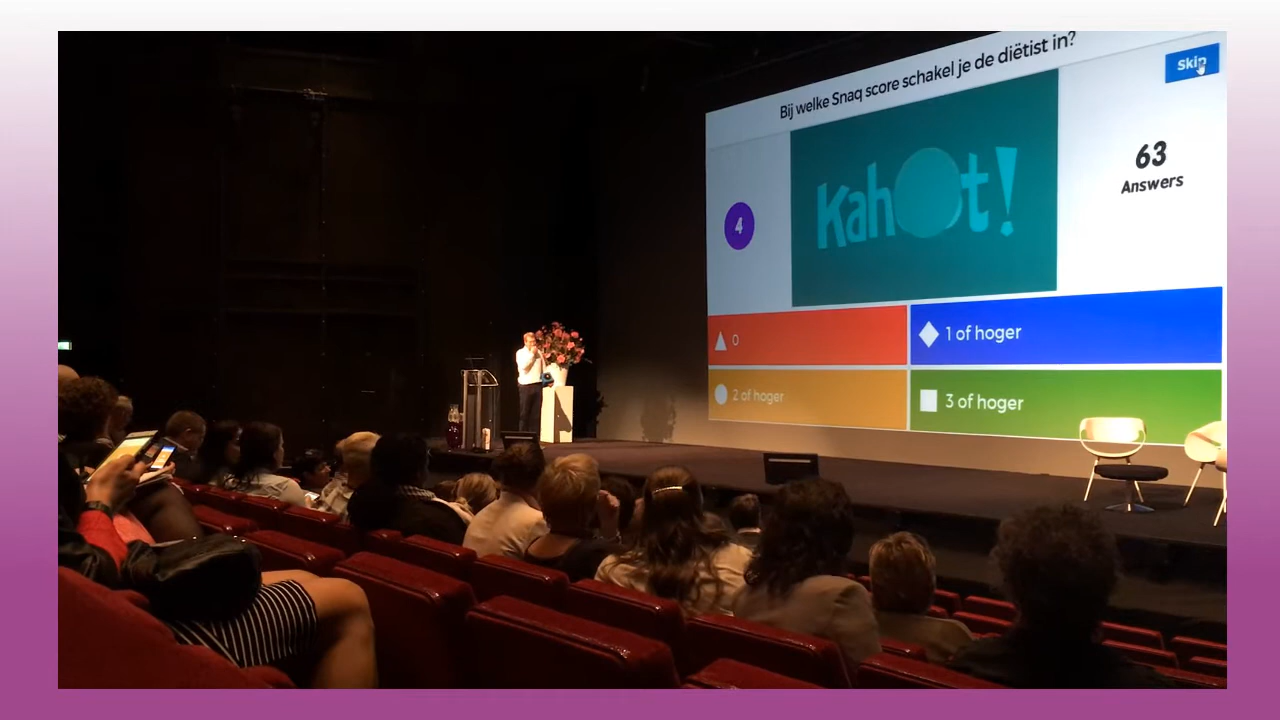 Bij welke Snaq score schakel je de diëtist in?
skip
Kahoot!
63
Answers
4
0
1 of hoger
2 of hoger
3 of hoger